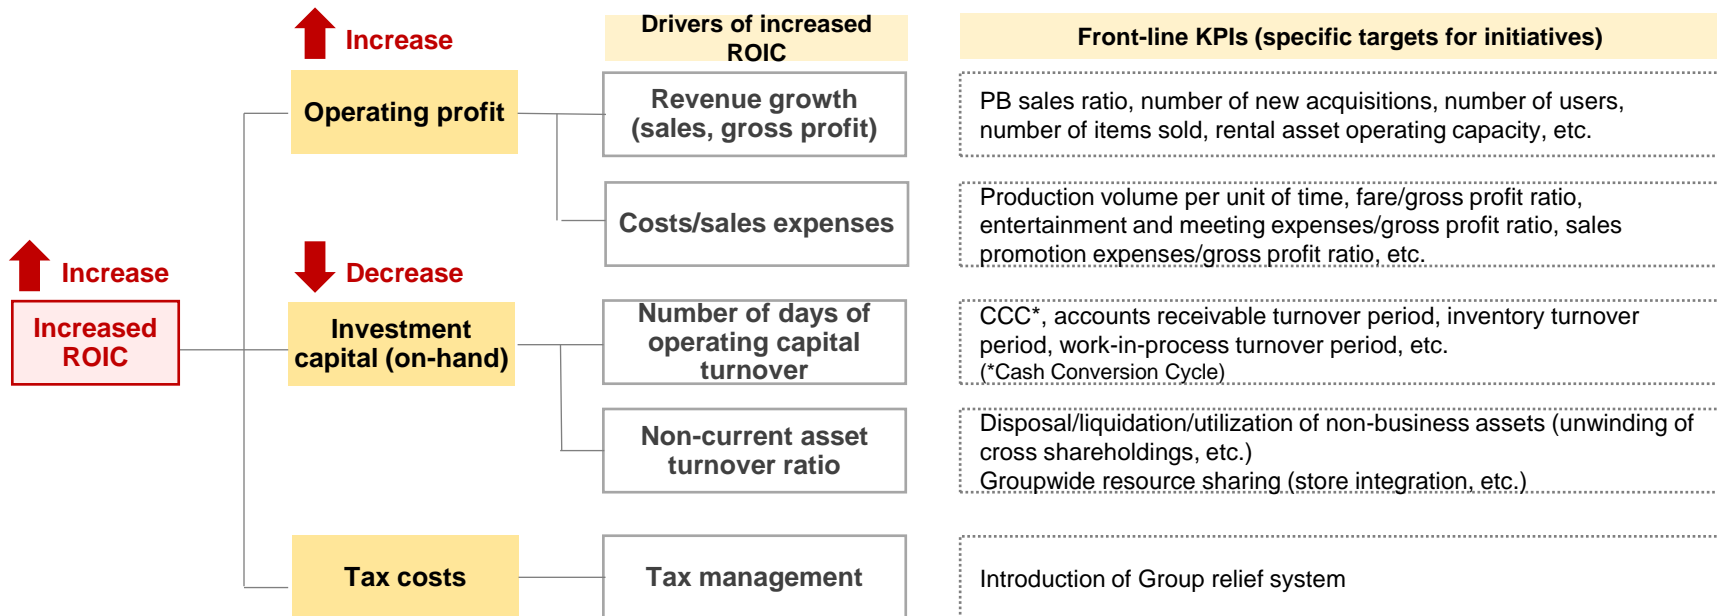 Increase
Drivers of increased
ROIC
Front-line KPIs (specific targets for initiatives)
Operating profit
Revenue growth
(sales, gross profit)
PB sales ratio, number of new acquisitions, number of users,
number of items sold, rental asset operating capacity, etc.
Costs/sales expenses
Production volume per unit of time, fare/gross profit ratio,
entertainment and meeting expenses/gross profit ratio, sales
promotion expenses/gross profit ratio, etc.
Increase
Increased
ROIC
Decrease
Investment
capital (on-hand)
Number of days of
operating capital
turnover
CCC*, accounts receivable turnover period, inventory turnover
period, work-in-process turnover period, etc.
(*Cash Conversion Cycle)
Non-current asset
turnover ratio
Disposal/liquidation/utilization of non-business assets (unwinding of
cross shareholdings, etc.)
Groupwide resource sharing (store integration, etc.)
Tax costs
Tax management
Introduction of Group relief system